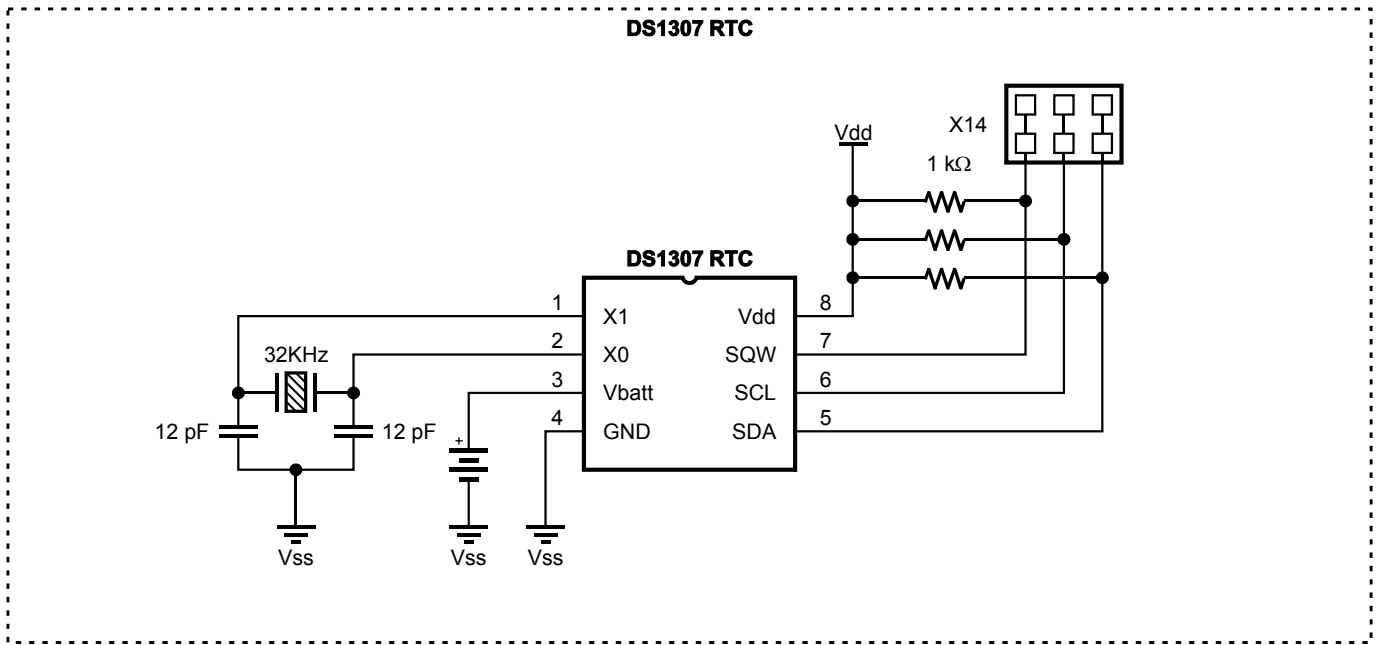 DS1307 RTC
X14
Vdd
1 kΩ
DS1307 RTC
1 X1 Vdd 8
2 X0 SQW 7
3 Vbatt SCL 6
4 GND SDA 5
32KHz
12 pF 12 pF
+
Vss Vss Vss